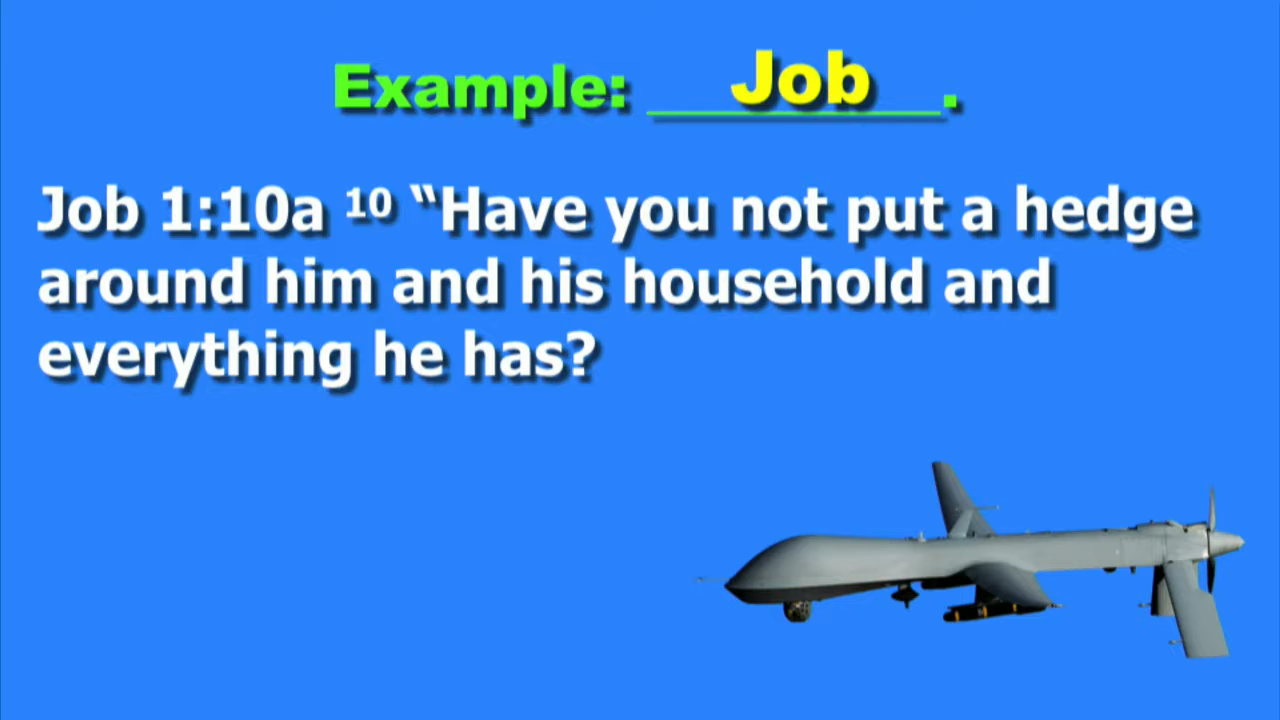 Example: ___Job___.
Job 1:10a ¹⁰ “Have you not put a hedge
around him and his household and
everything he has?